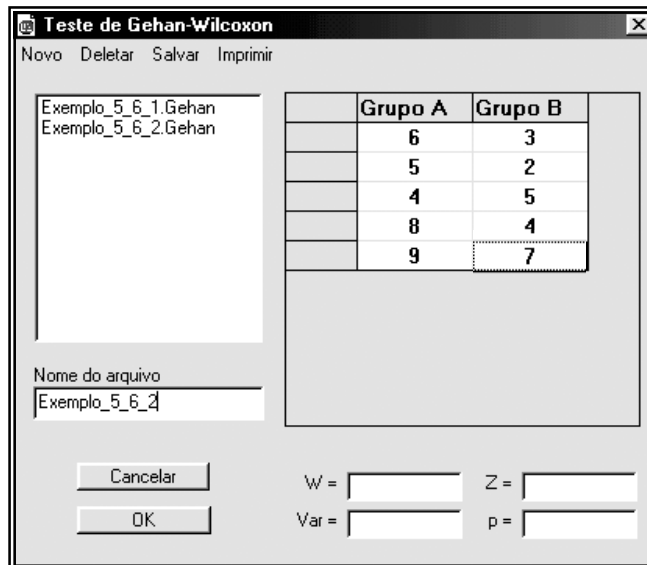 Teste de Gehan-Wilcoxon
Novo Deletar Salvar Imprimir
Exemplo_5_6_1.Gehan
Exemplo_5_6_2.Gehan
Grupo A Grupo B
6 3
5 2
4 5
8 4
9 7
Nome do arquivo
Exemplo_5_6_2
Cancelar
OK
W =
Z =
Var =
p =